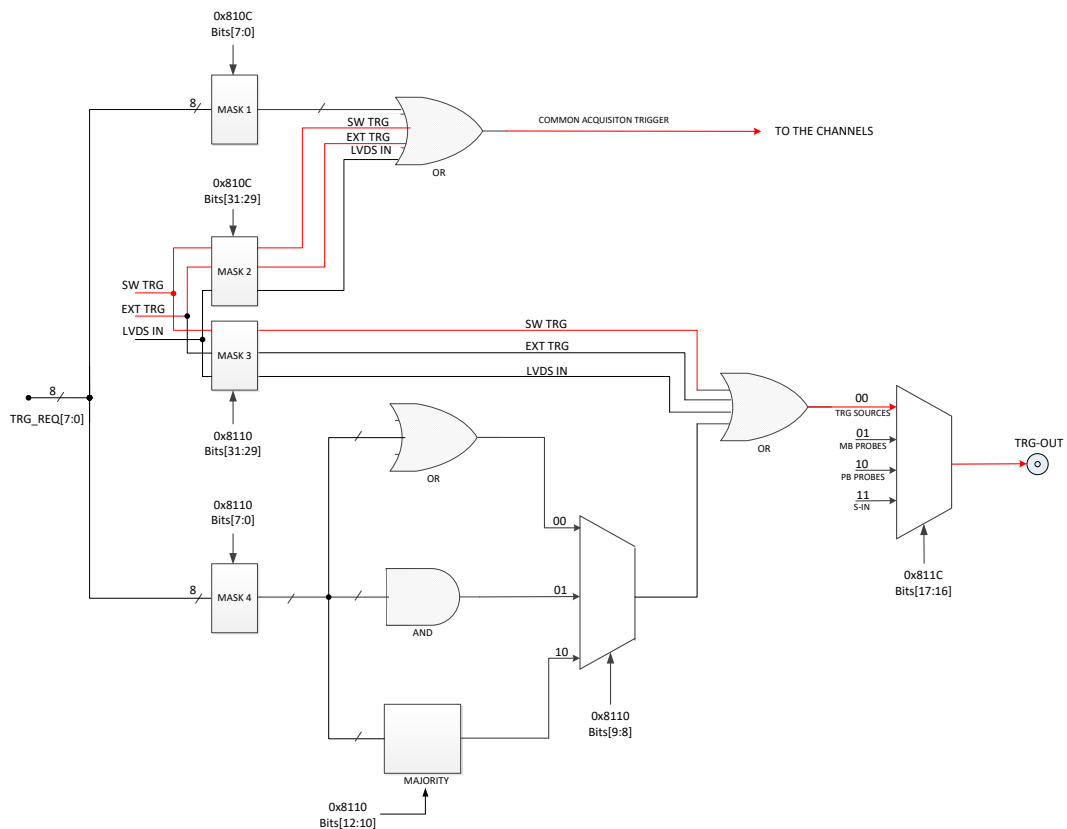 0x810C
Bits[7:0]
8
MASK 1
SW TRG
EXT TRG
LVDS IN
OR
COMMON ACQUISITON TRIGGER
TO THE CHANNELS
0x810C
Bits[31:29]
MASK 2
SW TRG
EXT TRG
LVDS IN
MASK 3
SW TRG
EXT TRG
LVDS IN
0x8110
Bits[31:29]
8
TRG_REQ[7:0]
OR
OR
00
TRG SOURCES
01
MB PROBES
10
PB PROBES
11
S-IN
TRG-OUT
0x811C
Bits[17:16]
0x8110
Bits[7:0]
8
MASK 4
AND
00
01
10
0x8110
Bits[9:8]
MAJORITY
0x8110
Bits[12:10]